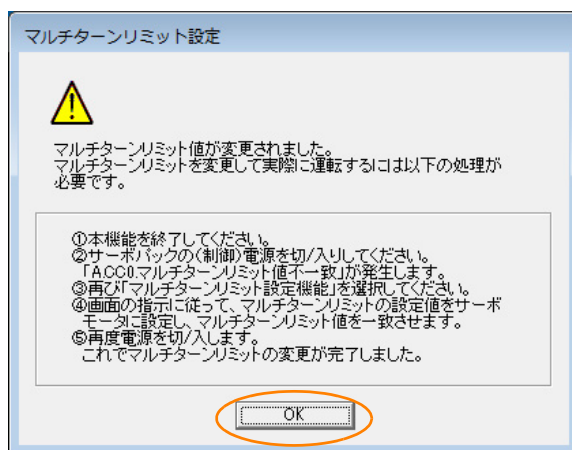 マルチターンリミット設定
マルチターンリミット値が変更されました。
マルチターンリミットを変更して実際に運転するには以下の処理が
必要です。
①本機能を終了してください。
②サーボパックの(制御)電源を切/入りしてください。
「A.CC0.マルチターンリミット値不一致」が発生します。
③再び「マルチターンリミット設定機能」を選択してください。
④画面の指示に従って、マルチターンリミットの設定値をサーボ
モータに設定し、マルチターンリミット値を一致させます。
⑤再度電源を切/入します。
これでマルチターンリミットの変更が完了しました。
OK